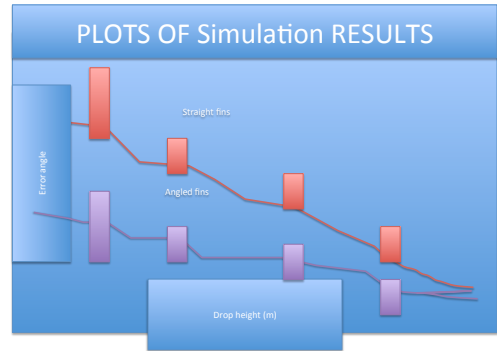 PLOTS OF Simulation RESULTS
Straight fins
Error angle
Angled fins
Drop height (m)